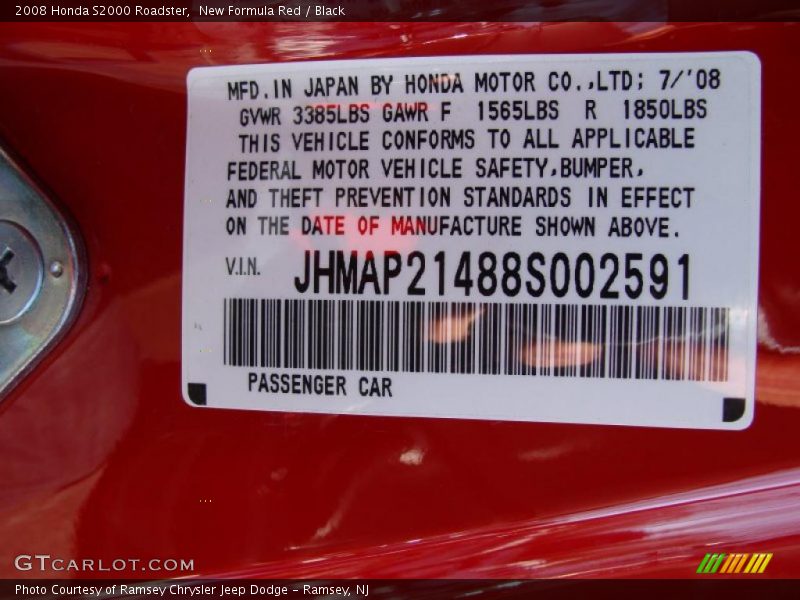 2008 Honda S2000 Roadster,  New Formula Red / Black
MFD.IN JAPAN BY HONDA MOTOR CO.,LTD; 7/'08
GVWR 3385LBS GAWR F 1565LBS R 1850LBS
THIS VEHICLE CONFORMS TO ALL APPLICABLE
FEDERAL MOTOR VEHICLE SAFETY,BUMPER,
AND THEFT PREVENTION STANDARDS IN EFFECT
ON THE DATE OF MANUFACTURE SHOWN ABOVE.
V.I.N. JHMAP21488S002591
PASSENGER CAR
GTCARLOT.COM
Photo Courtesy of Ramsey Chrysler Jeep Dodge – Ramsey, NJ